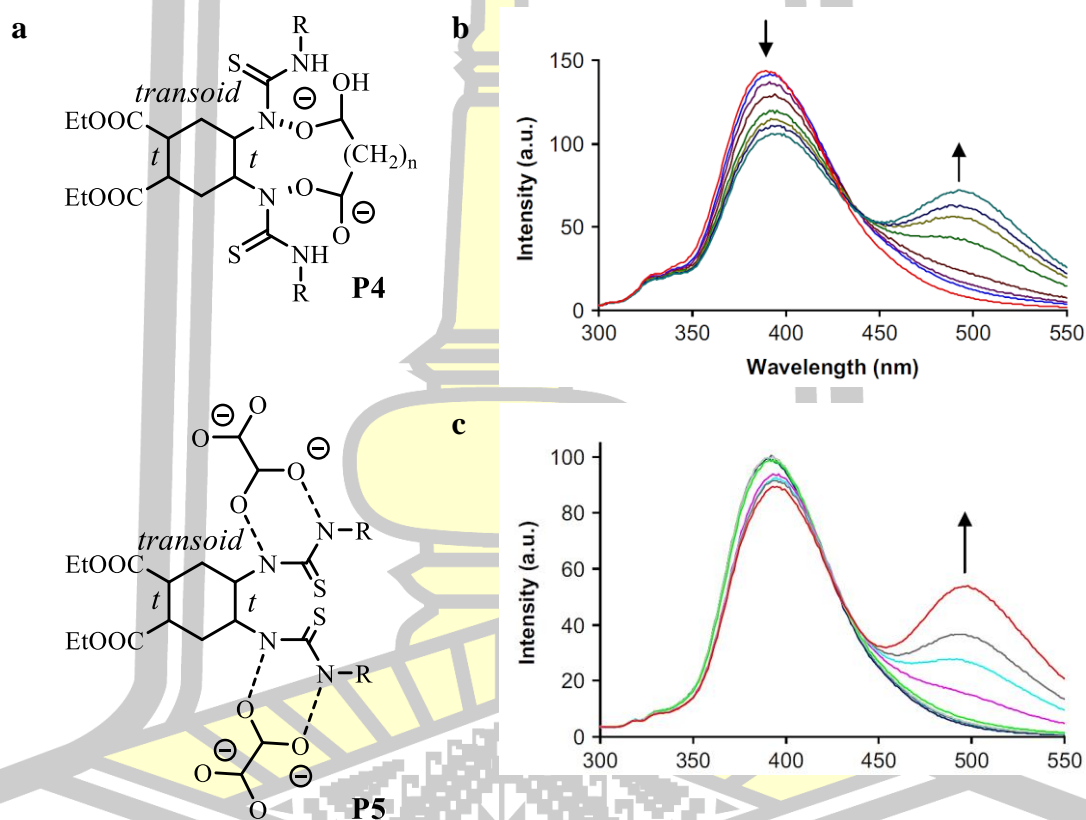 a
R
S
NH
OH
transoid
⊖
N
O
EtOOC
t
t
(CH₂)n
EtOOC
N
O
⊖
S
NH
O
R
P4
b
150
100
50
0
300
350
400
450
500
550
Intensity (a.u.)
Wavelength (nm)
⊖
O
O
⊖
O
O
N
R
transoid
N
EtOOC
S
t
t
S
EtOOC
N
N
R
O
⊖
O
O
⊖
O
P5
c
100
80
60
40
20
0
300
350
400
450
500
550
Intensity (a.u.)